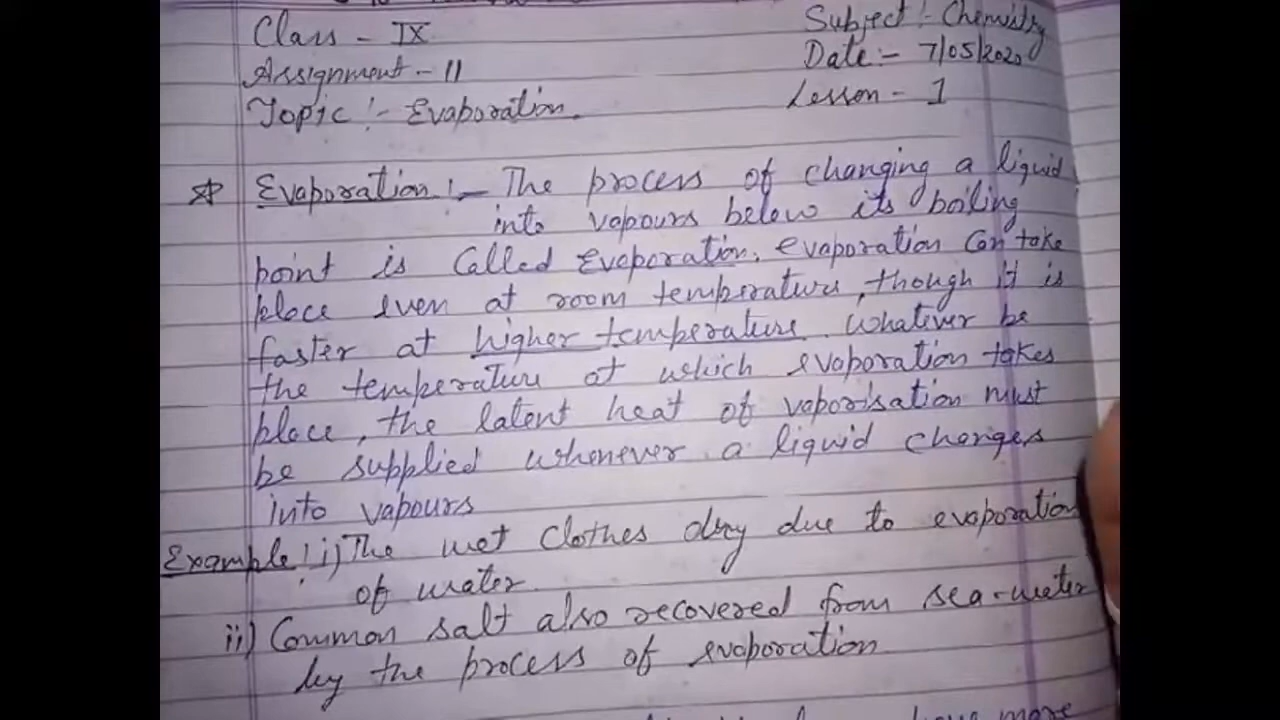 Class - IX
Subject :- Chemistry
Assignment - 11
Date :- 7/05/2020
Topic :- Evaporation.
Lesson - 1
☆ Evaporation :- The process of changing a liquid
into vapours below its boiling
point is Called Evaporation. evaporation can take
place even at room temperature, though it is
faster at higher temperature. Whatever be
the temperature at which evaporation takes
place, the latent heat of vaporisation must
be supplied whenever a liquid changes
into vapours
Example : i) The wet clothes dry due to evaporation
of water
ii) Common salt also recovered from sea-water
by the process of evaporation
have more